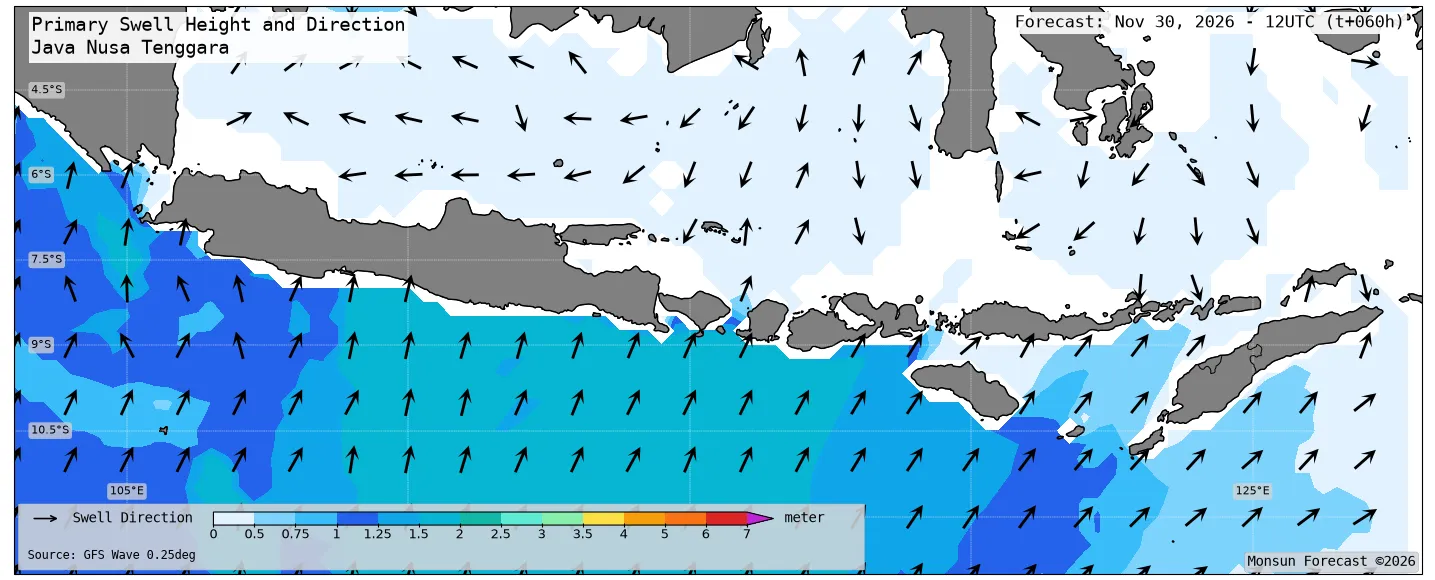 Primary Swell Height and Direction
Java Nusa Tenggara
Forecast: Nov 30, 2026 - 12UTC (t+060h)
4.5°S
6°S
7.5°S
9°S
10.5°S
105°E
125°E
Swell Direction
meter
0 0.5 0.75 1 1.25 1.5 2 2.5 3 3.5 4 5 6 7
Source: GFS Wave 0.25deg
Monsun Forecast ©2026